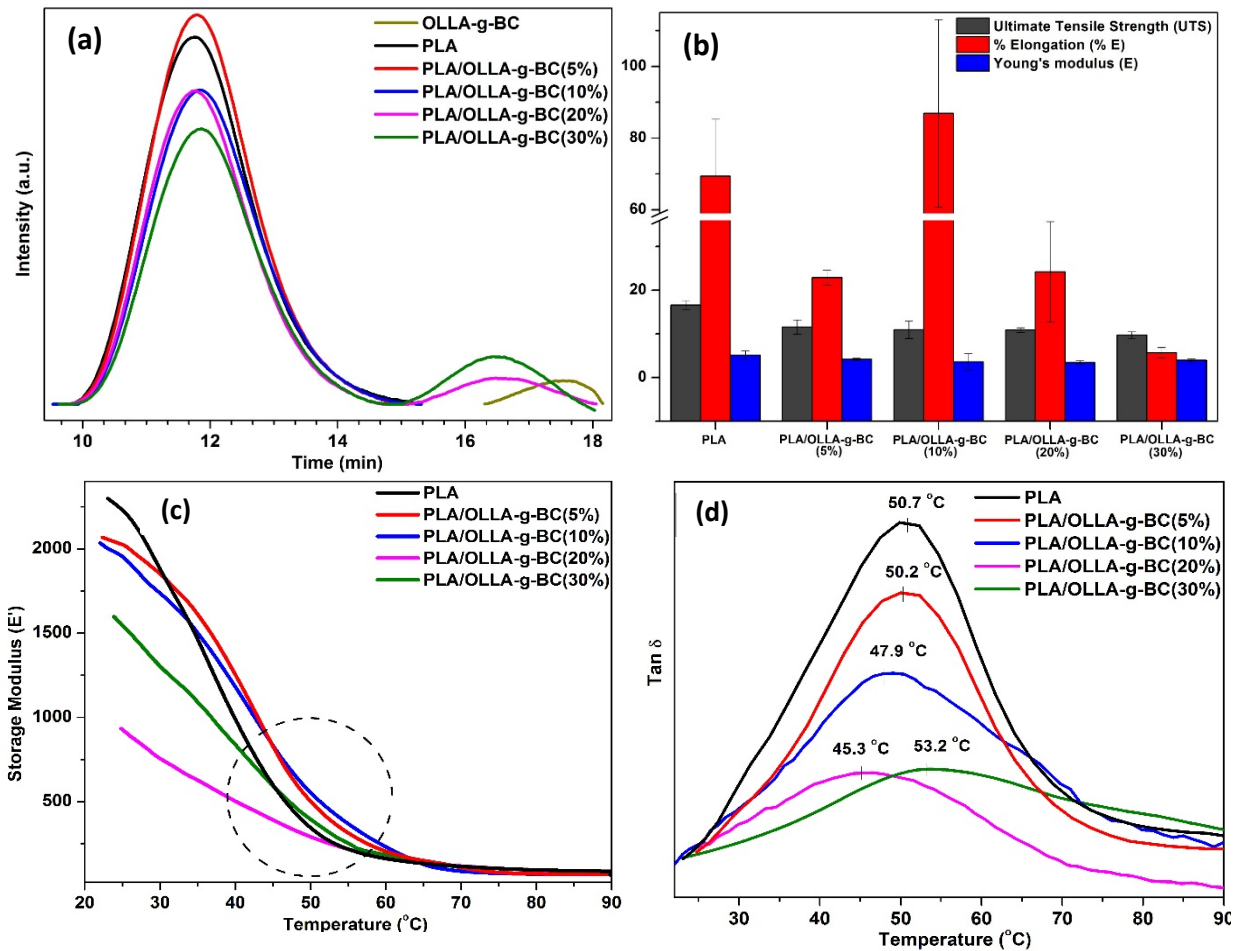 (a)
OLLA-g-BC
PLA
PLA/OLLA-g-BC(5%)
PLA/OLLA-g-BC(10%)
PLA/OLLA-g-BC(20%)
PLA/OLLA-g-BC(30%)
Intensity (a.u.)
10 12 14 16 18
Time (min)
(b)
Ultimate Tensile Strength (UTS)
% Elongation (% E)
Young's modulus (E)
100
80
60
20
0
PLA PLA/OLLA-g-BC PLA/OLLA-g-BC PLA/OLLA-g-BC PLA/OLLA-g-BC
(5%) (10%) (20%) (30%)
(c)
PLA
PLA/OLLA-g-BC(5%)
PLA/OLLA-g-BC(10%)
PLA/OLLA-g-BC(20%)
PLA/OLLA-g-BC(30%)
Storage Modulus (E')
2000
1500
1000
500
20 30 40 50 60 70 80 90
Temperature (°C)
(d)
PLA
PLA/OLLA-g-BC(5%)
PLA/OLLA-g-BC(10%)
PLA/OLLA-g-BC(20%)
PLA/OLLA-g-BC(30%)
50.7 °C
50.2 °C
47.9 °C
45.3 °C 53.2 °C
Tan δ
30 40 50 60 70 80 90
Temperature (°C)